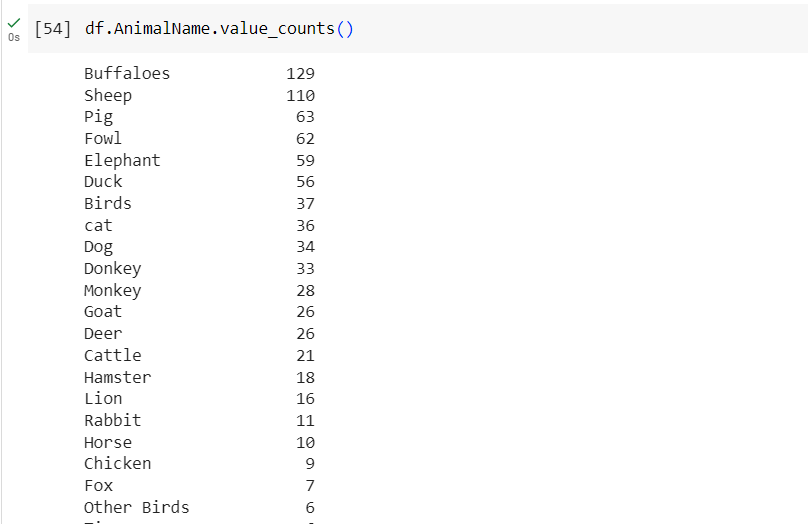 [54] df.AnimalName.value_counts()
0s
Buffaloes 129
Sheep 110
Pig 63
Fowl 62
Elephant 59
Duck 56
Birds 37
cat 36
Dog 34
Donkey 33
Monkey 28
Goat 26
Deer 26
Cattle 21
Hamster 18
Lion 16
Rabbit 11
Horse 10
Chicken 9
Fox 7
Other Birds 6